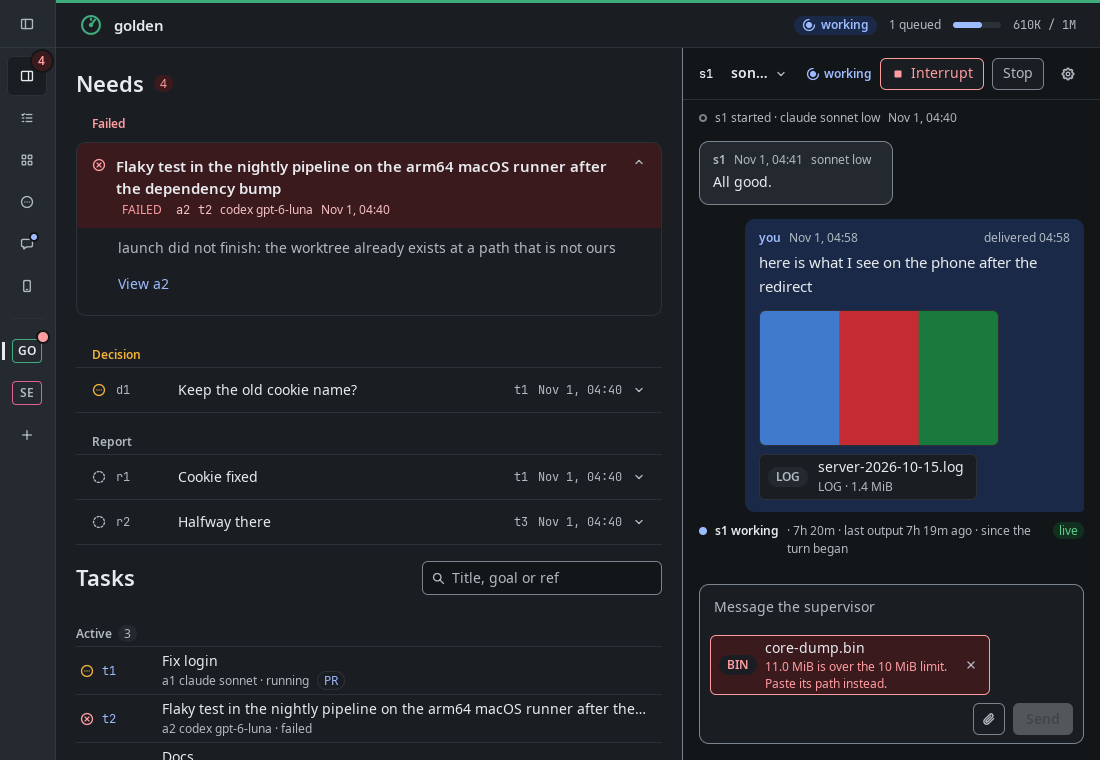 golden
working
1 queued
610K / 1M
4
GO
SE
Needs 4
Failed
Flaky test in the nightly pipeline on the arm64 macOS runner after
the dependency bump
FAILED a2 t2 codex gpt-6-luna Nov 1, 04:40
launch did not finish: the worktree already exists at a path that is not ours
View a2
Decision
d1 Keep the old cookie name? t1 Nov 1, 04:40
Report
r1 Cookie fixed t1 Nov 1, 04:40
r2 Halfway there t3 Nov 1, 04:40
Tasks
Title, goal or ref
Active 3
t1 Fix login
a1 claude sonnet · running PR
t2 Flaky test in the nightly pipeline on the arm64 macOS runner after the...
a2 codex gpt-6-luna · failed
Docs
s1 son... working Interrupt Stop
s1 started · claude sonnet low Nov 1, 04:40
s1 Nov 1, 04:41 sonnet low
All good.
you Nov 1, 04:58 delivered 04:58
here is what I see on the phone after the
redirect
LOG
server-2026-10-15.log
LOG · 1.4 MiB
s1 working · 7h 20m · last output 7h 19m ago · since the
turn began
live
Message the supervisor
BIN
core-dump.bin
11.0 MiB is over the 10 MiB limit.
Paste its path instead.
Send